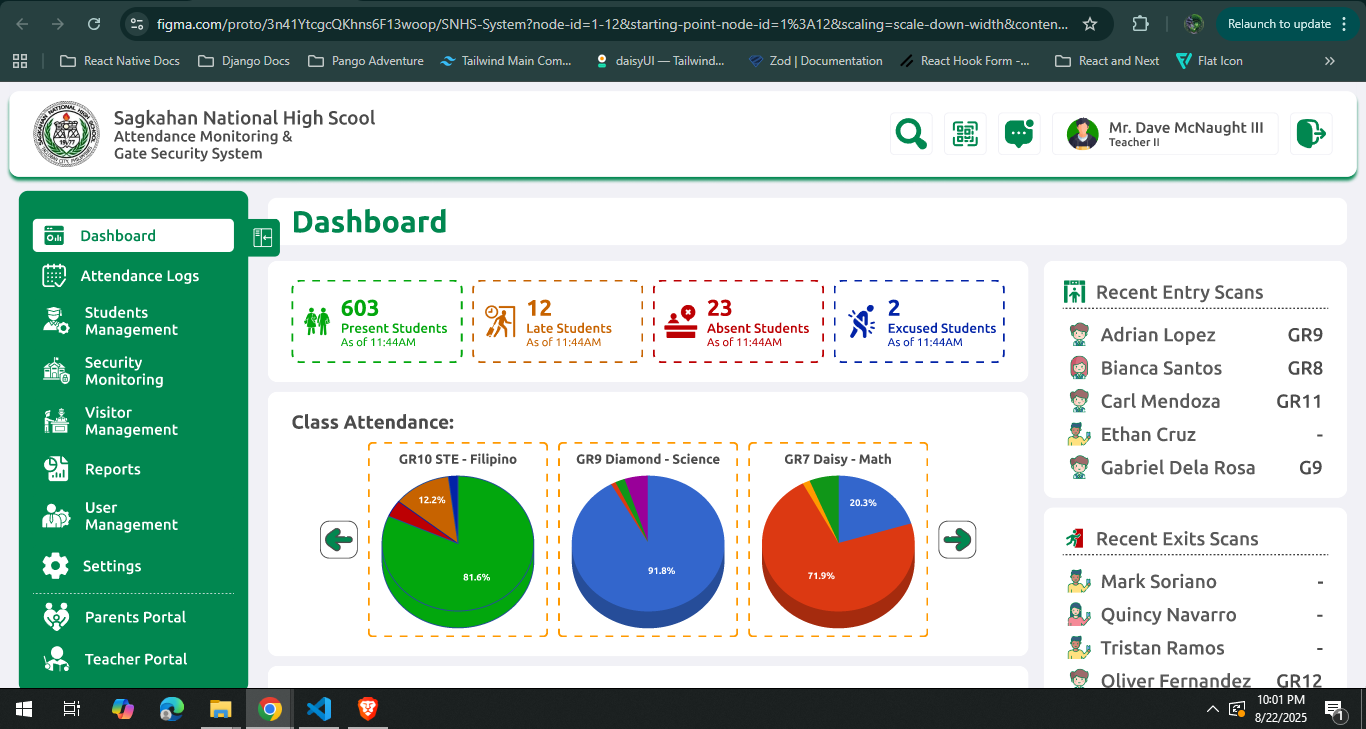 figma.com/proto/3n41YtcgcQKhns6F13woop/SNHS-System?node-id=1-12&starting-point-node-id=1%3A12&scaling=scale-down-width&conten...
Relaunch to update
React Native Docs
Django Docs
Pango Adventure
Tailwind Main Com...
daisyUI — Tailwind...
Zod | Documentation
React Hook Form -...
React and Next
Flat Icon
Sagkahan National High Scool
Attendance Monitoring &
Gate Security System
Mr. Dave McNaught III
Teacher II
Dashboard
Attendance Logs
Students
Management
Security
Monitoring
Visitor
Management
Reports
User
Management
Settings
Parents Portal
Teacher Portal
Dashboard
603
Present Students
As of 11:44AM
12
Late Students
As of 11:44AM
23
Absent Students
As of 11:44AM
2
Excused Students
As of 11:44AM
Class Attendance:
GR10 STE - Filipino
12.2%
81.6%
GR9 Diamond - Science
91.8%
GR7 Daisy - Math
20.3%
71.9%
Recent Entry Scans
Adrian Lopez GR9
Bianca Santos GR8
Carl Mendoza GR11
Ethan Cruz -
Gabriel Dela Rosa G9
Recent Exits Scans
Mark Soriano -
Quincy Navarro -
Tristan Ramos -
Oliver Fernandez GR12
10:01 PM
8/22/2025
1